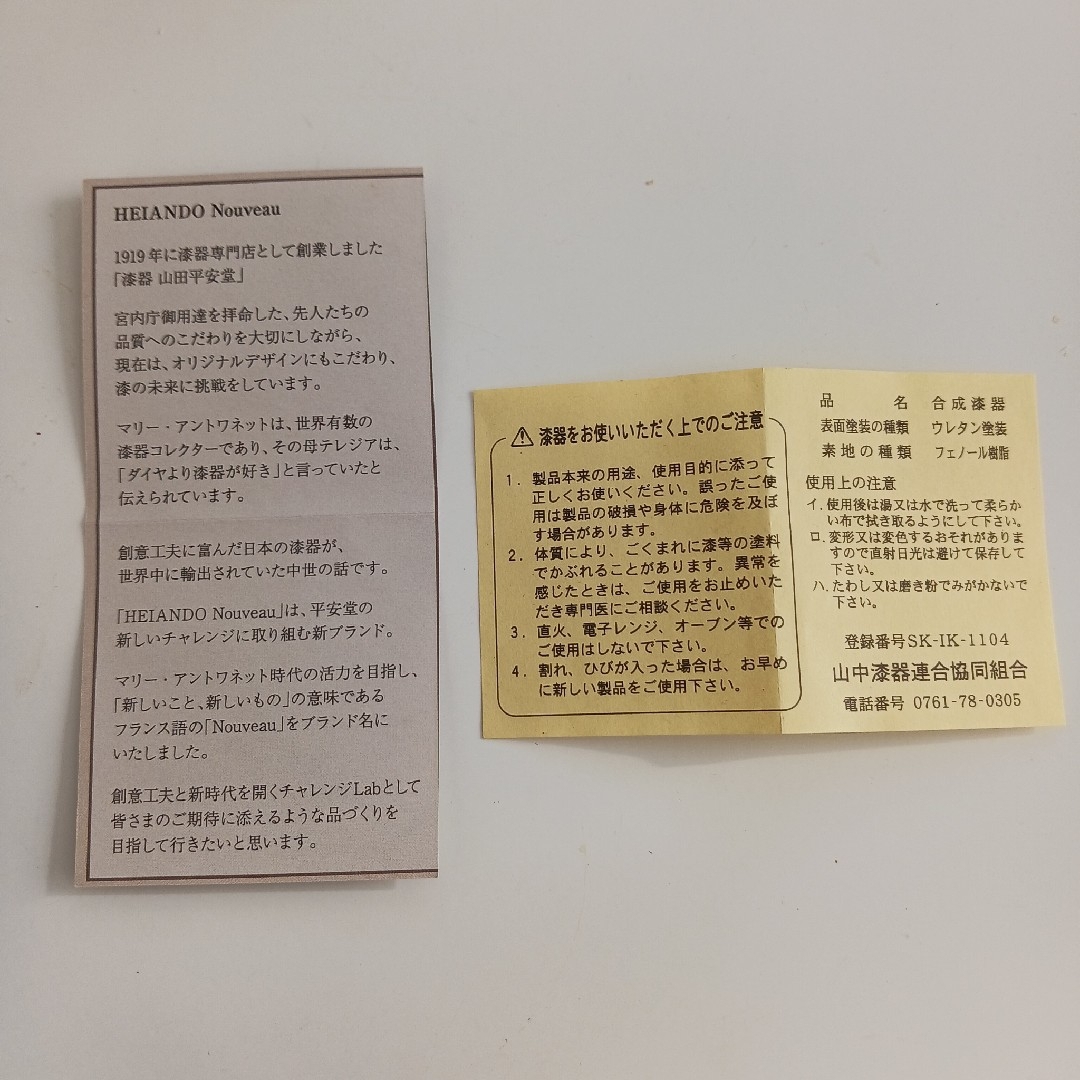 HEIANDO Nouveau
1919年に漆器専門店として創業しました
「漆器 山田平安堂」
宮内庁御用達を拝命した、先人たちの
品質へのこだわりを大切にしながら、
現在は、オリジナルデザインにもこだわり、
漆の未来に挑戦をしています。
マリー・アントワネットは、世界有数の
漆器コレクターであり、その母テレジアは、
「ダイヤより漆器が好き」と言っていたと
伝えられています。
創意工夫に富んだ日本の漆器が、
世界中に輸出されていた中世の話です。
「HEIANDO Nouveau」は、平安堂の
新しいチャレンジに取り組む新ブランド。
マリー・アントワネット時代の活力を目指し、
「新しいこと、新しいもの」の意味である
フランス語の「Nouveau」をブランド名に
いたしました。
創意工夫と新時代を開くチャレンジLabとして
皆さまのご期待に添えるような品づくりを
目指して行きたいと思います。
⚠ 漆器をお使いいただく上でのご注意
1. 製品本来の用途、使用目的に添って
正しくお使いください。誤ったご使
用は製品の破損や身体に危険を及ぼ
す場合があります。
2. 体質により、ごくまれに漆等の塗料
でかぶれることがあります。異常を
感じたときは、ご使用をお止めいた
だき専門医にご相談ください。
3. 直火、電子レンジ、オーブン等での
ご使用はしないで下さい。
4. 割れ、ひびが入った場合は、お早め
に新しい製品をご使用下さい。
品名 合成漆器
表面塗装の種類 ウレタン塗装
素地の種類 フェノール樹脂
使用上の注意
イ. 使用後は湯又は水で洗って柔らか
い布で拭き取るようにして下さい。
ロ. 変形又は変色するおそれがありま
すので直射日光は避けて保存して
下さい。
ハ. たわし又は磨き粉でみがかないで
下さい。
登録番号SK-IK-1104
山中漆器連合協同組合
電話番号 0761-78-0305